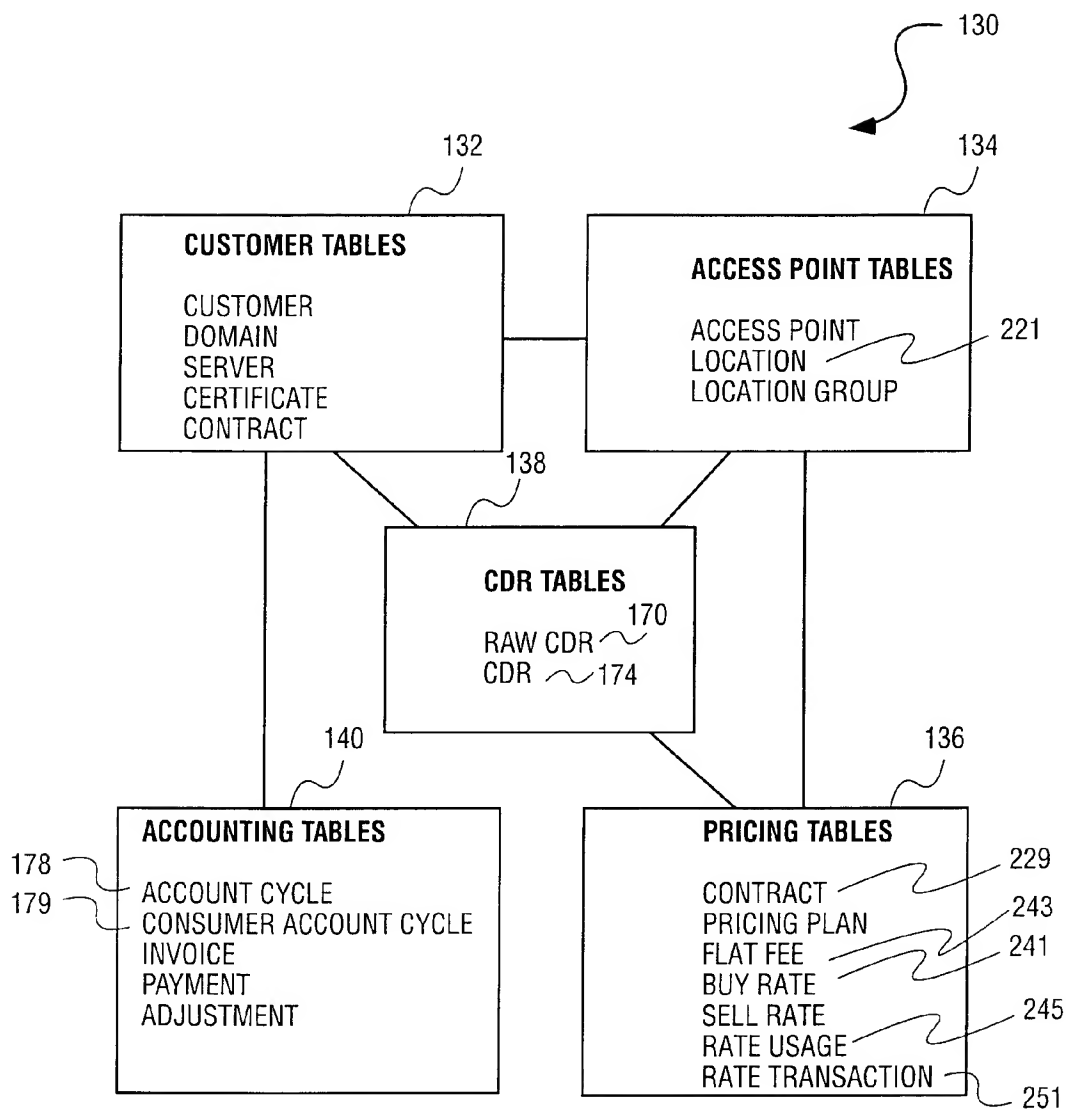 130
132
134
CUSTOMER TABLES
CUSTOMER
DOMAIN
SERVER
CERTIFICATE
CONTRACT
ACCESS POINT TABLES
ACCESS POINT
221
LOCATION
LOCATION GROUP
138
CDR TABLES
RAW CDR 170
CDR 174
140
136
ACCOUNTING TABLES
178 ACCOUNT CYCLE
179 CONSUMER ACCOUNT CYCLE
INVOICE
PAYMENT
ADJUSTMENT
PRICING TABLES
CONTRACT 229
PRICING PLAN
FLAT FEE 243
BUY RATE 241
SELL RATE
RATE USAGE 245
RATE TRANSACTION
251